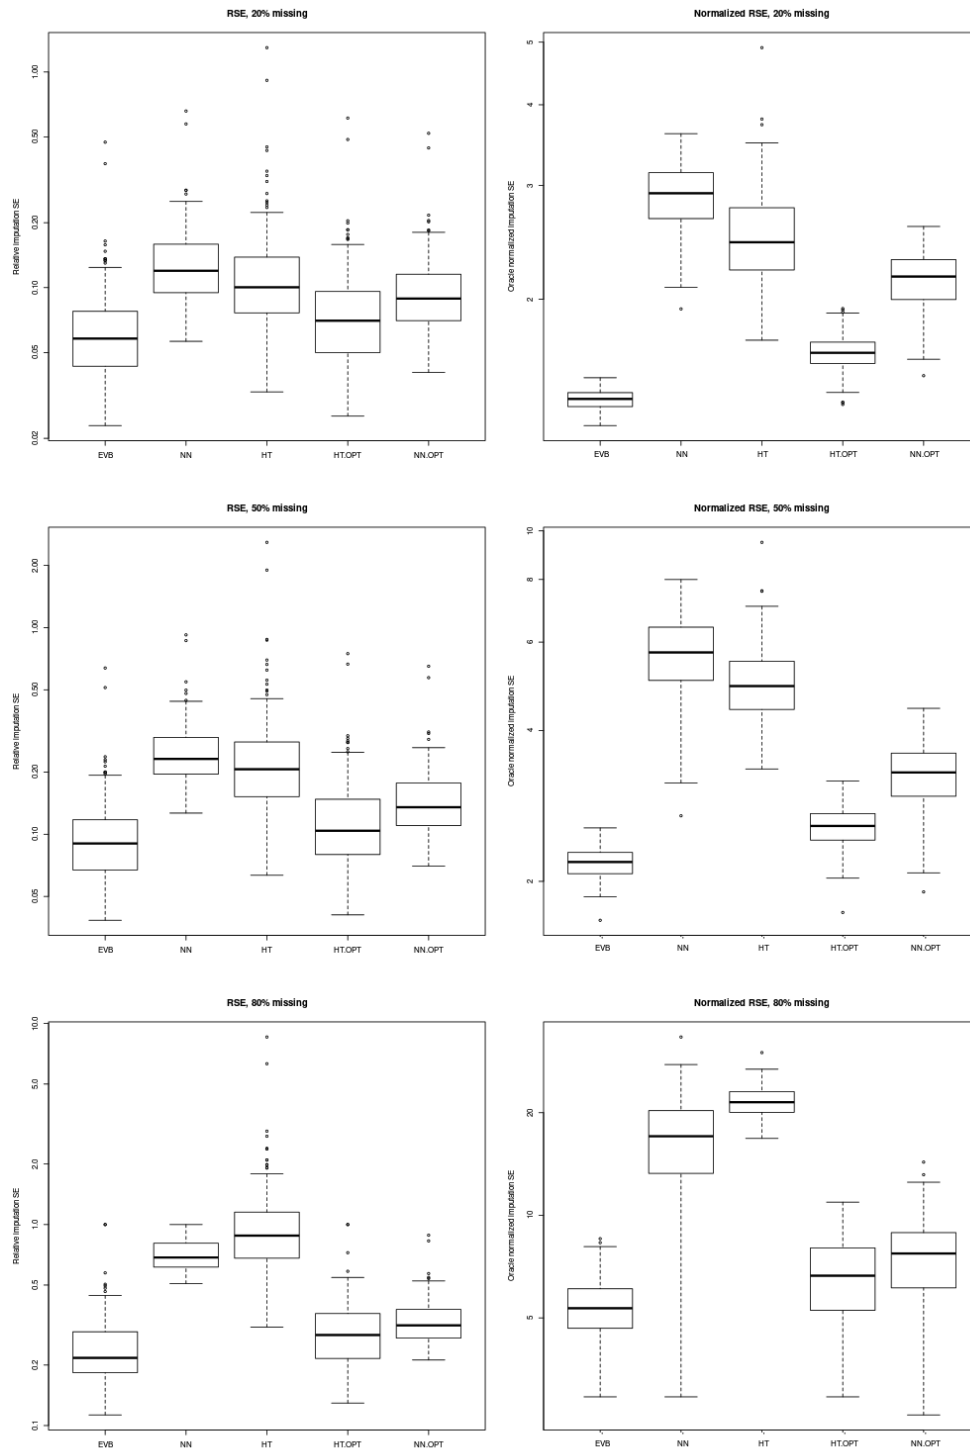 RSE, 20% missing
Relative Imputation SE
1.00
0.50
0.20
0.10
0.05
0.02
EVB NN HT HT.OPT NN.OPT
Normalized RSE, 20% missing
Oracle normalized Imputation SE
5
4
3
2
EVB NN HT HT.OPT NN.OPT
RSE, 50% missing
Relative Imputation SE
2.00
1.00
0.50
0.20
0.10
0.05
EVB NN HT HT.OPT NN.OPT
Normalized RSE, 50% missing
Oracle normalized Imputation SE
10
8
6
4
2
EVB NN HT HT.OPT NN.OPT
RSE, 80% missing
Relative Imputation SE
10.0
5.0
2.0
1.0
0.5
0.2
0.1
EVB NN HT HT.OPT NN.OPT
Normalized RSE, 80% missing
Oracle normalized Imputation SE
20
10
5
EVB NN HT HT.OPT NN.OPT